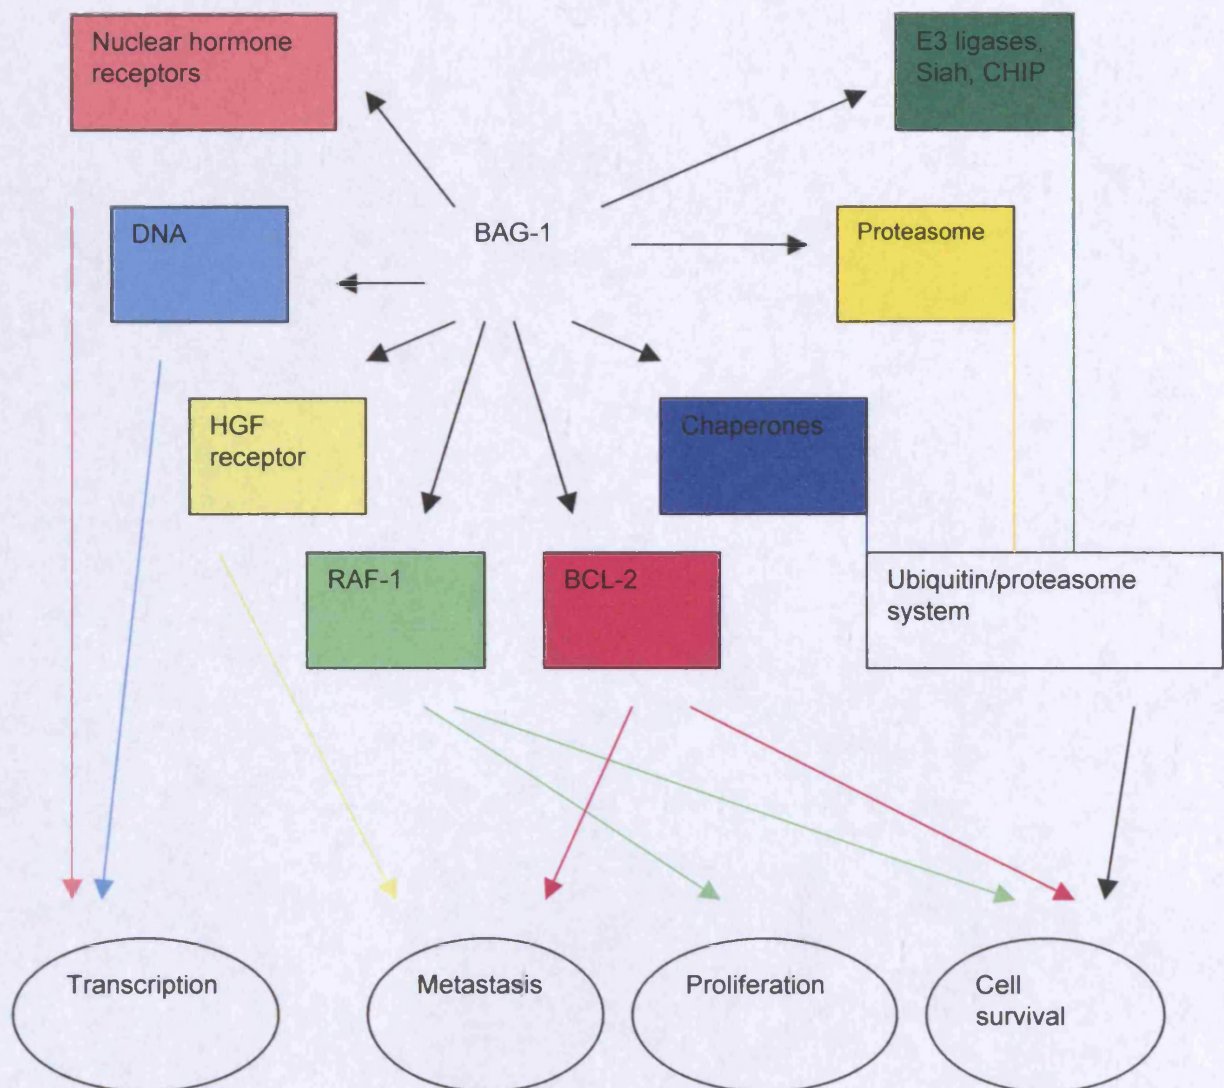 Nuclear hormone
receptors
E3 ligases,
Siah, CHIP
DNA
BAG-1
Proteasome
HGF
receptor
Chaperones
RAF-1
BCL-2
Ubiquitin/proteasome
system
Transcription
Metastasis
Proliferation
Cell
survival